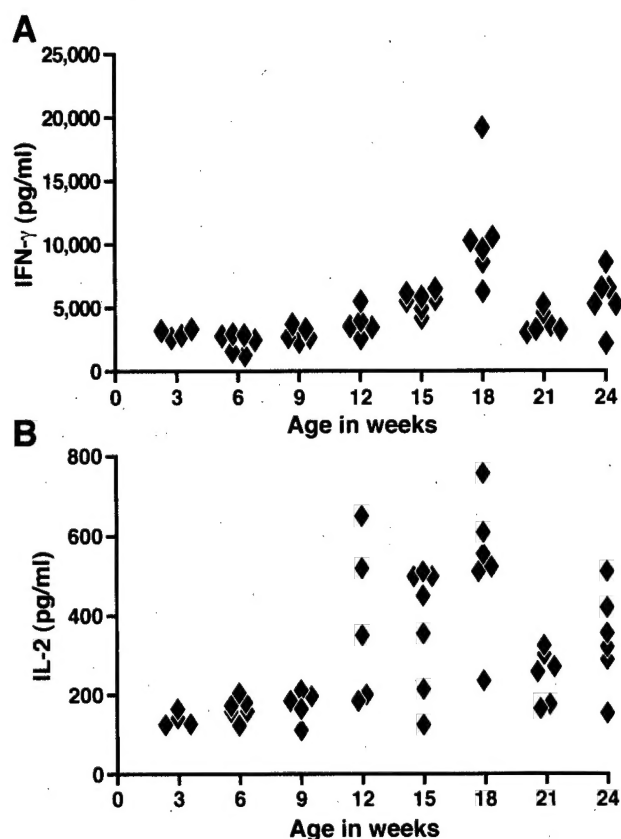 A
25,000
20,000
15,000
10,000
5,000
0
IFN-γ (pg/ml)
0 3 6 9 12 15 18 21 24
Age in weeks
B
800
600
400
200
0
IL-2 (pg/ml)
0 3 6 9 12 15 18 21 24
Age in weeks